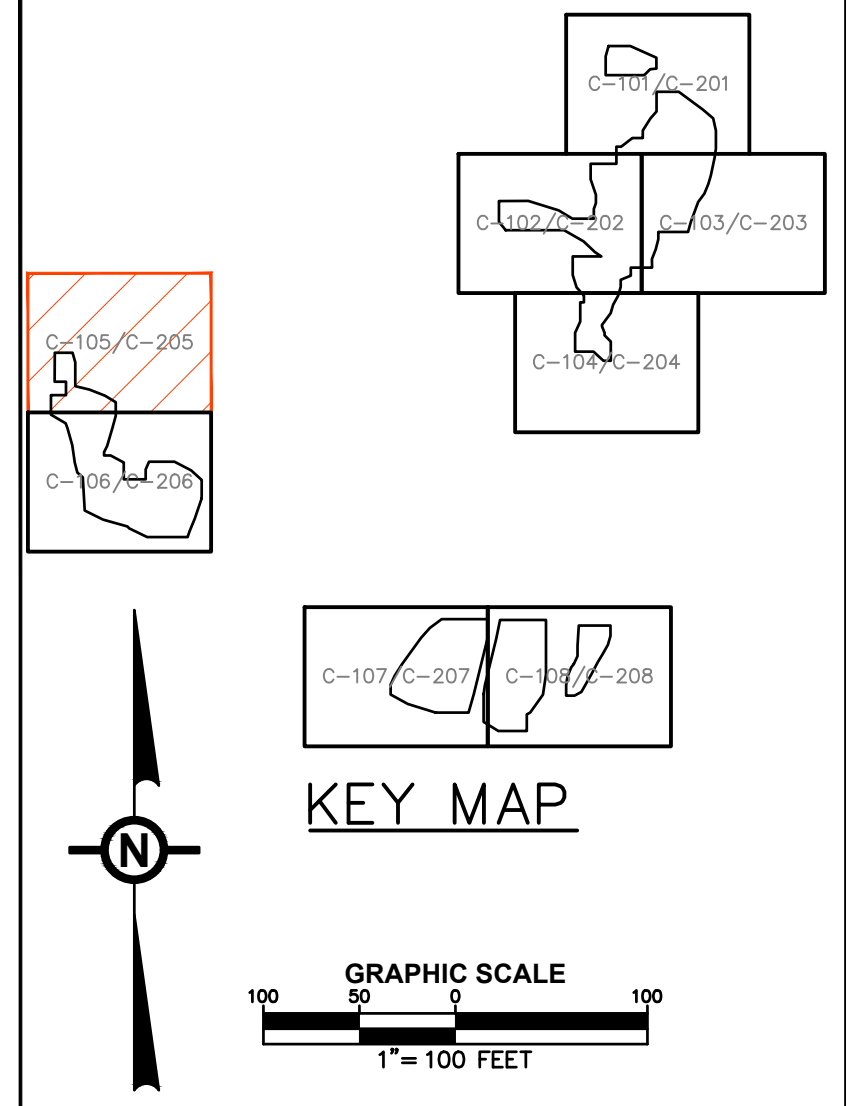 C-101/C-201
C-102/C-202
C-103/C-203
C-105/C-205
C-104/C-204
C-106/C-206
C-107/C-207
C-108/C-208
KEY MAP
N
GRAPHIC SCALE
100 50 0 100
1"= 100 FEET